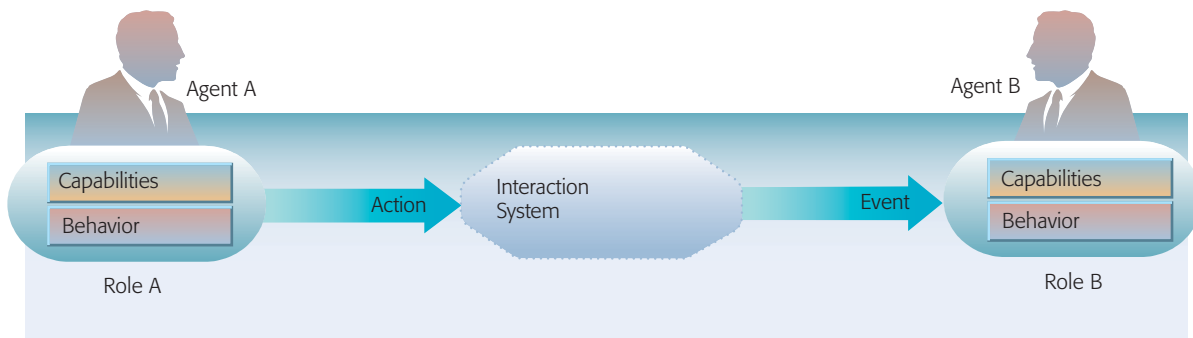 Agent A
Agent B
Capabilities
Behavior
Role A
Action
Interaction
System
Event
Capabilities
Behavior
Role B